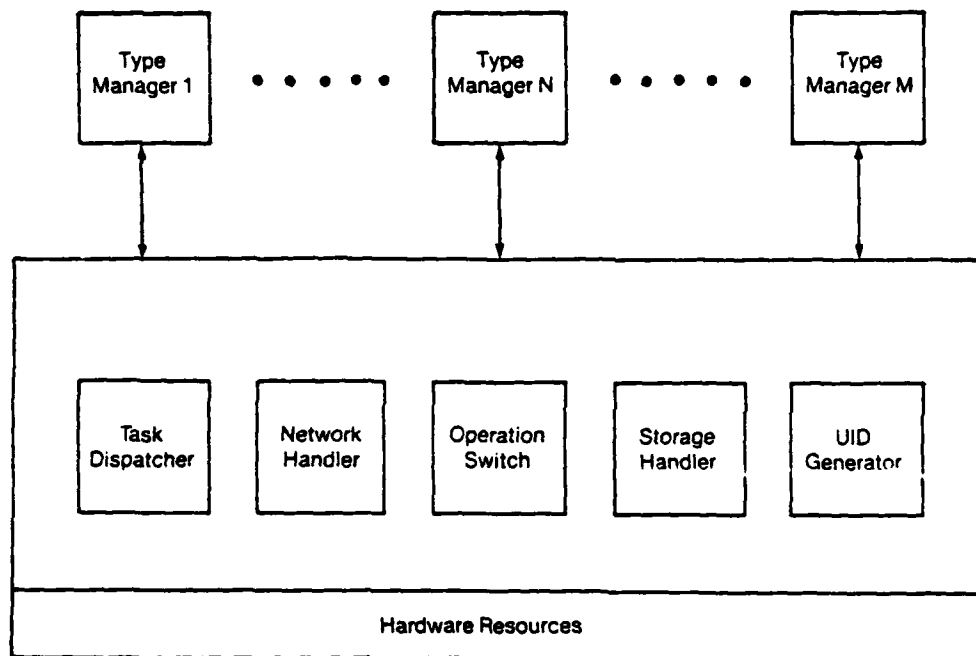 Type
Manager 1
Type
Manager N
Type
Manager M
Task
Dispatcher
Network
Handler
Operation
Switch
Storage
Handler
UID
Generator
Hardware Resources